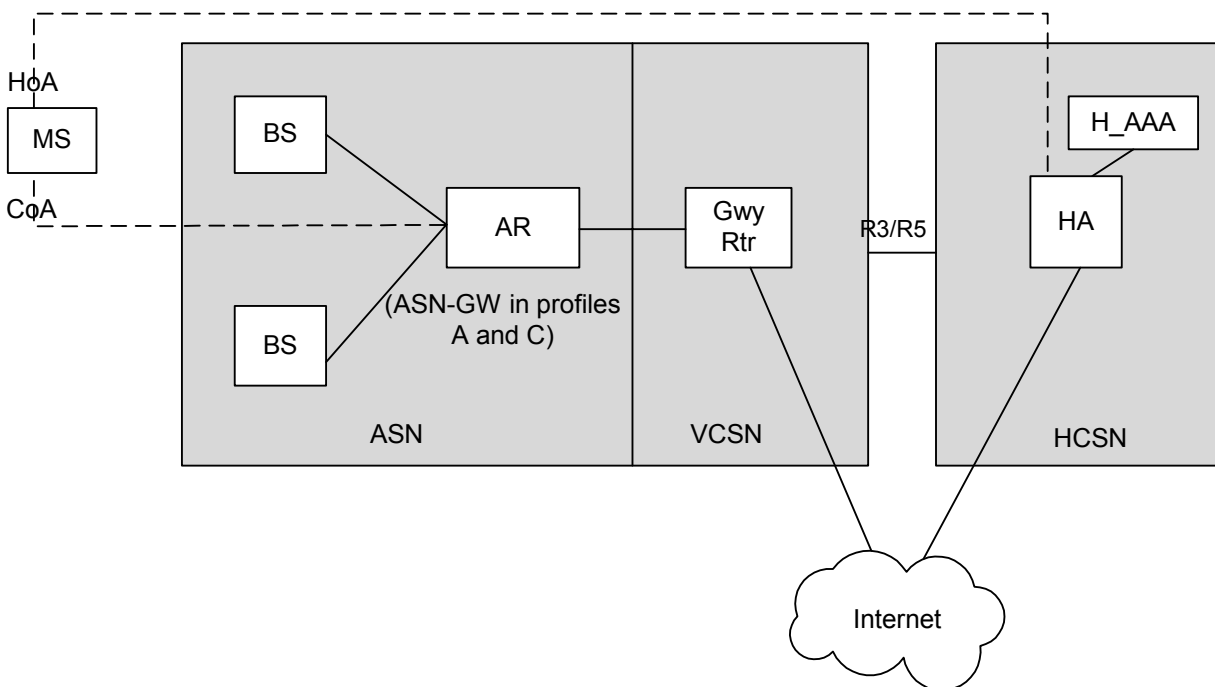 HoA
MS
CoA
BS
BS
AR
(ASN-GW in profiles
A and C)
ASN
Gwy
Rtr
VCSN
R3/R5
H_AAA
HA
HCSN
Internet